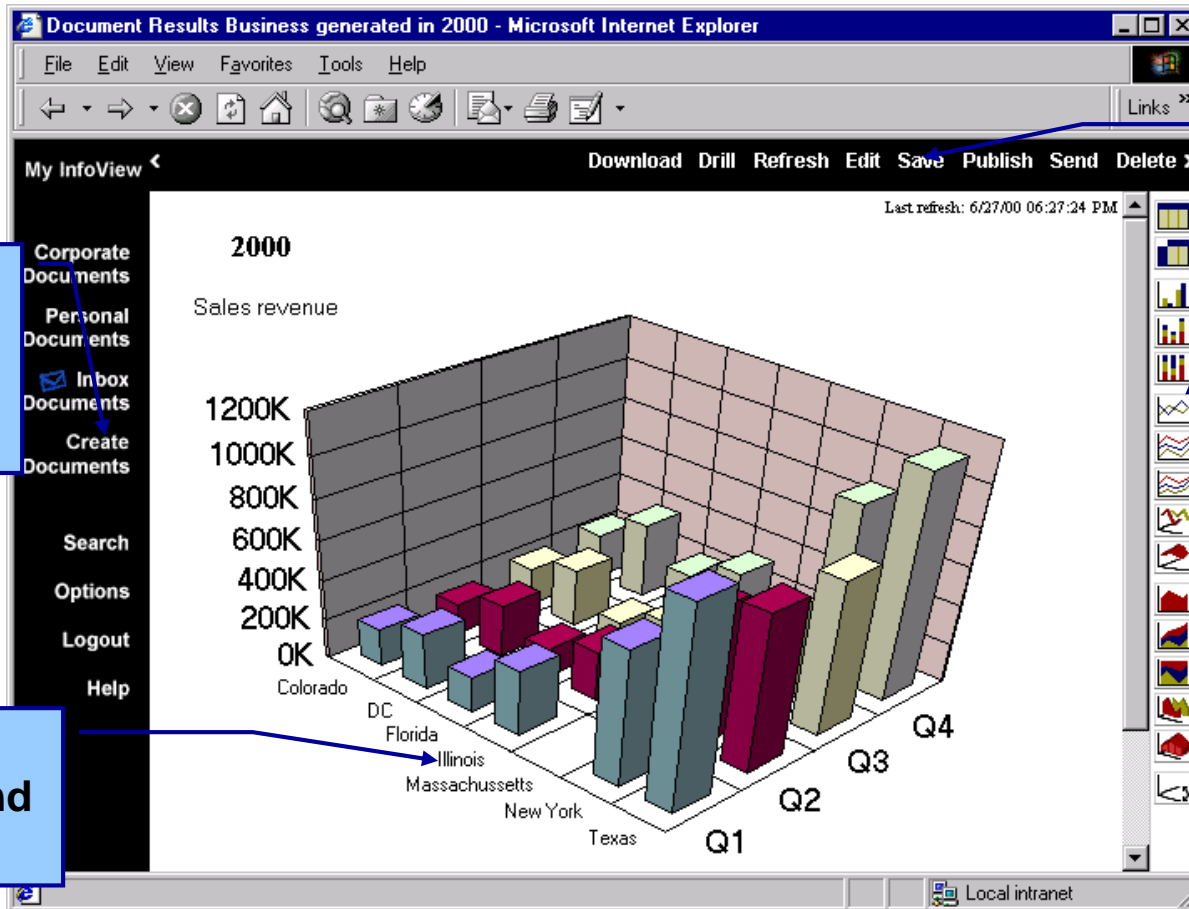 Document Results Business generated in 2000 - Microsoft Internet Explorer
File Edit View Favorites Tools Help
Links »
My InfoView <
Download Drill Refresh Edit Save Publish Send Delete
Last refresh: 6/27/00 06:27:24 PM
Corporate
Documents
Personal
Documents
Inbox
Documents
Create
Documents
Search
Options
Logout
Help
2000
Sales revenue
1200K
1000K
800K
600K
400K
200K
0K
Colorado
DC
Florida
Illinois
Massachussetts
New York
Texas
Q1
Q2
Q3
Q4
Local intranet